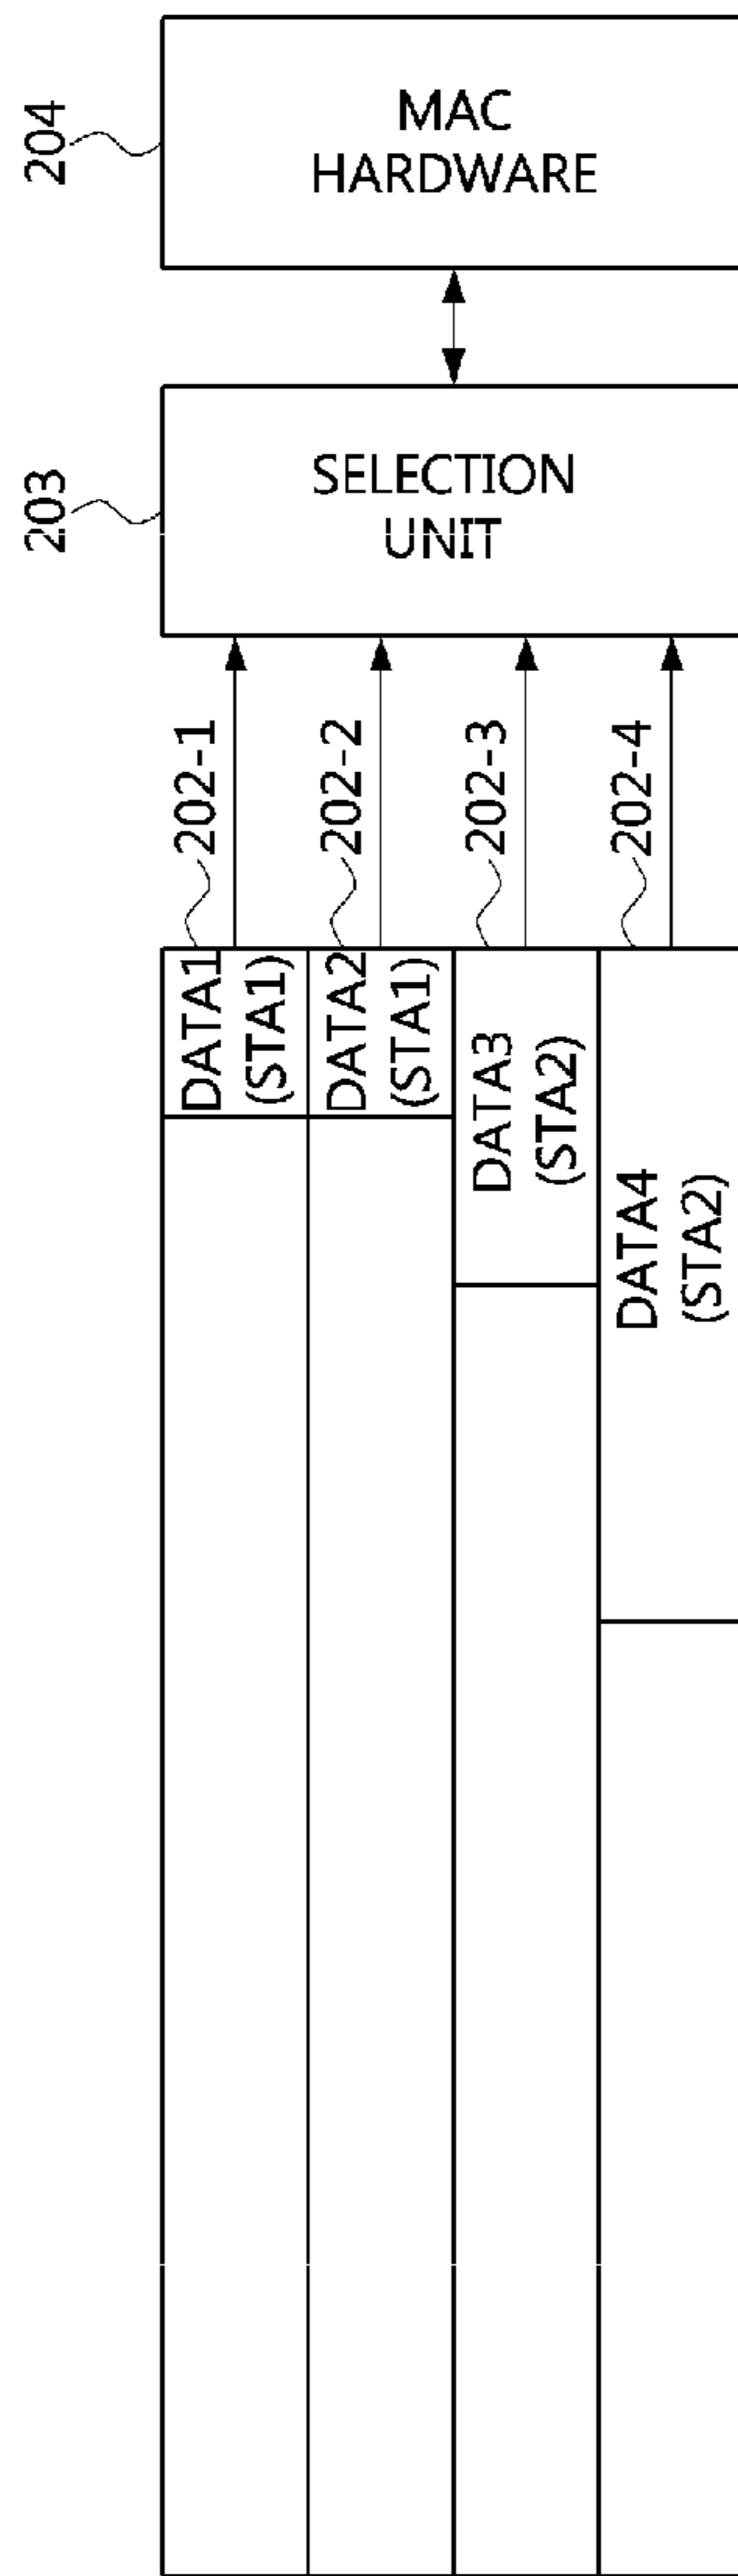 204
MAC
HARDWARE
203
SELECTION
UNIT
202-1
202-2
202-3
202-4
DATA1
(STA1)
DATA2
(STA1)
DATA3
(STA2)
DATA4
(STA2)